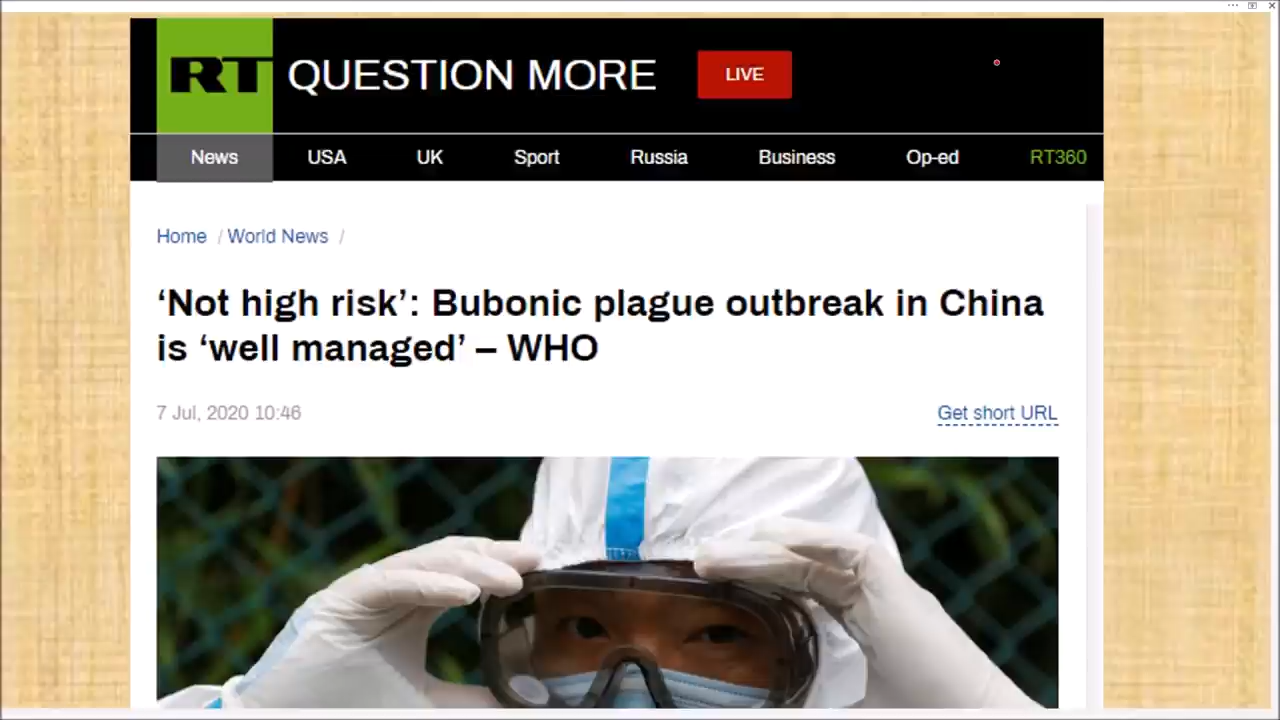 RT QUESTION MORE LIVE
News USA UK Sport Russia Business Op-ed RT360
Home / World News /
‘Not high risk’: Bubonic plague outbreak in China
is ‘well managed’ – WHO
7 Jul, 2020 10:46 Get short URL